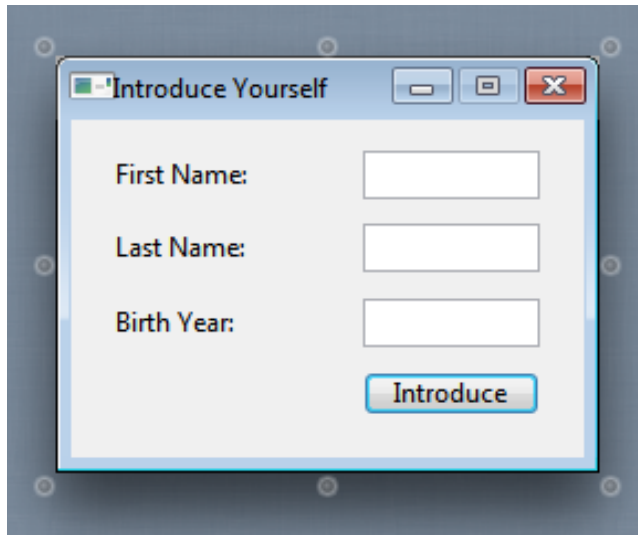 Introduce Yourself
First Name:
Last Name:
Birth Year:
Introduce